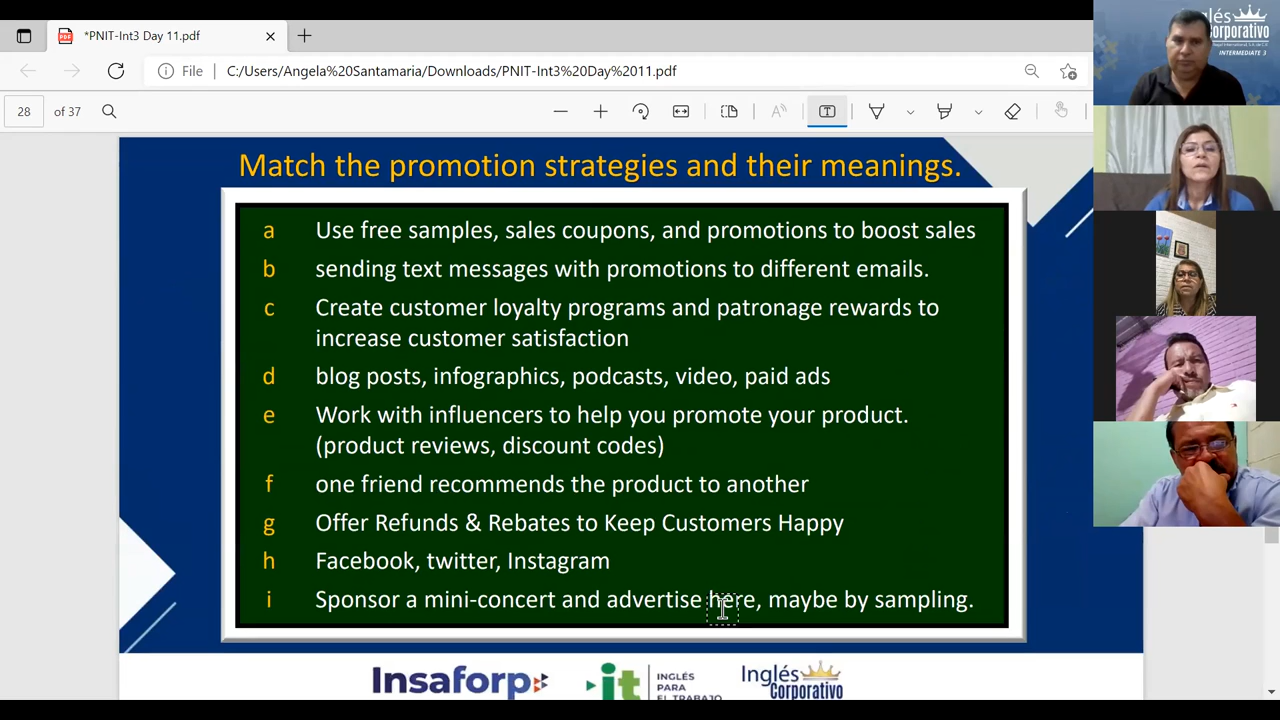 *PNIT-Int3 Day 11.pdf
File
C:/Users/Angela%20Santamaria/Downloads/PNIT-Int3%20Day%2011.pdf
28 of 37
Match the promotion strategies and their meanings.
a Use free samples, sales coupons, and promotions to boost sales
b sending text messages with promotions to different emails.
c Create customer loyalty programs and patronage rewards to
increase customer satisfaction
d blog posts, infographics, podcasts, video, paid ads
e Work with influencers to help you promote your product.
(product reviews, discount codes)
f one friend recommends the product to another
g Offer Refunds & Rebates to Keep Customers Happy
h Facebook, twitter, Instagram
i Sponsor a mini-concert and advertise here, maybe by sampling.
Insaforp
it
INGLÉS
PARA
EL TRABAJO
Inglés
Corporativo
INTERMEDIATE 3